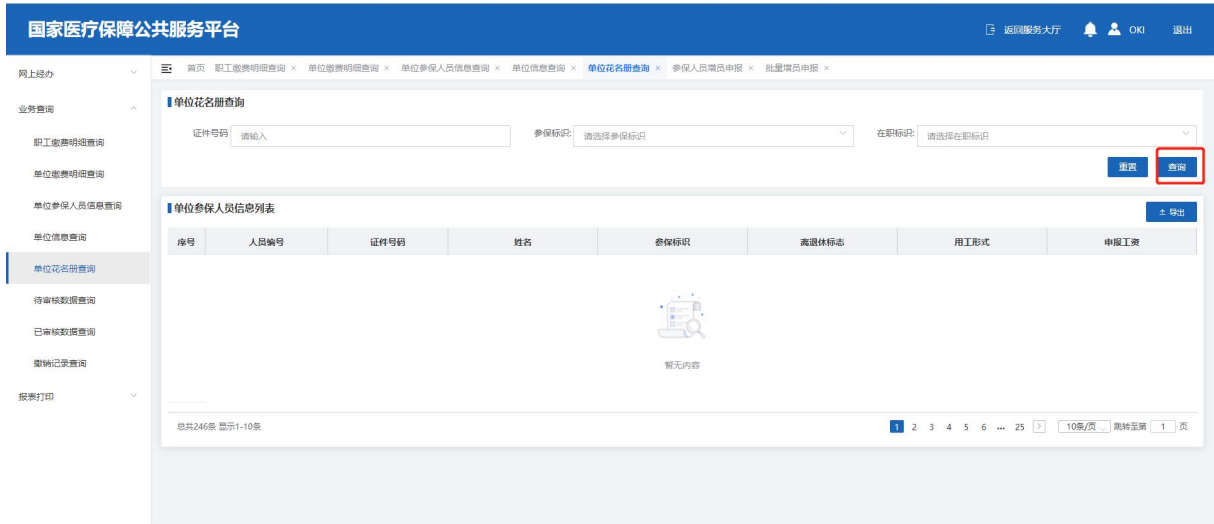 国家医疗保障公共服务平台
返回服务大厅 OKI 退出
网上经办
业务查询
职工缴费明细查询
单位缴费明细查询
单位参保人员信息查询
单位信息查询
单位花名册查询
待审核数据查询
已审核数据查询
撤销记录查询
报表打印
首页 职工缴费明细查询 × 单位缴费明细查询 × 单位参保人员信息查询 × 单位信息查询 × 单位花名册查询 × 参保人员增员申报 × 批量增员申报 ×
单位花名册查询
证件号码 请输入 参保标识: 请选择参保标识 在职标识: 请选择在职标识
重置 查询
单位参保人员信息列表
导出
序号 人员编号 证件号码 姓名 参保标识 离退休标志 用工形式 申报工资
暂无内容
总共246条 显示1-10条 1 2 3 4 5 6 ... 25 > 10条/页 跳转至第 1 页